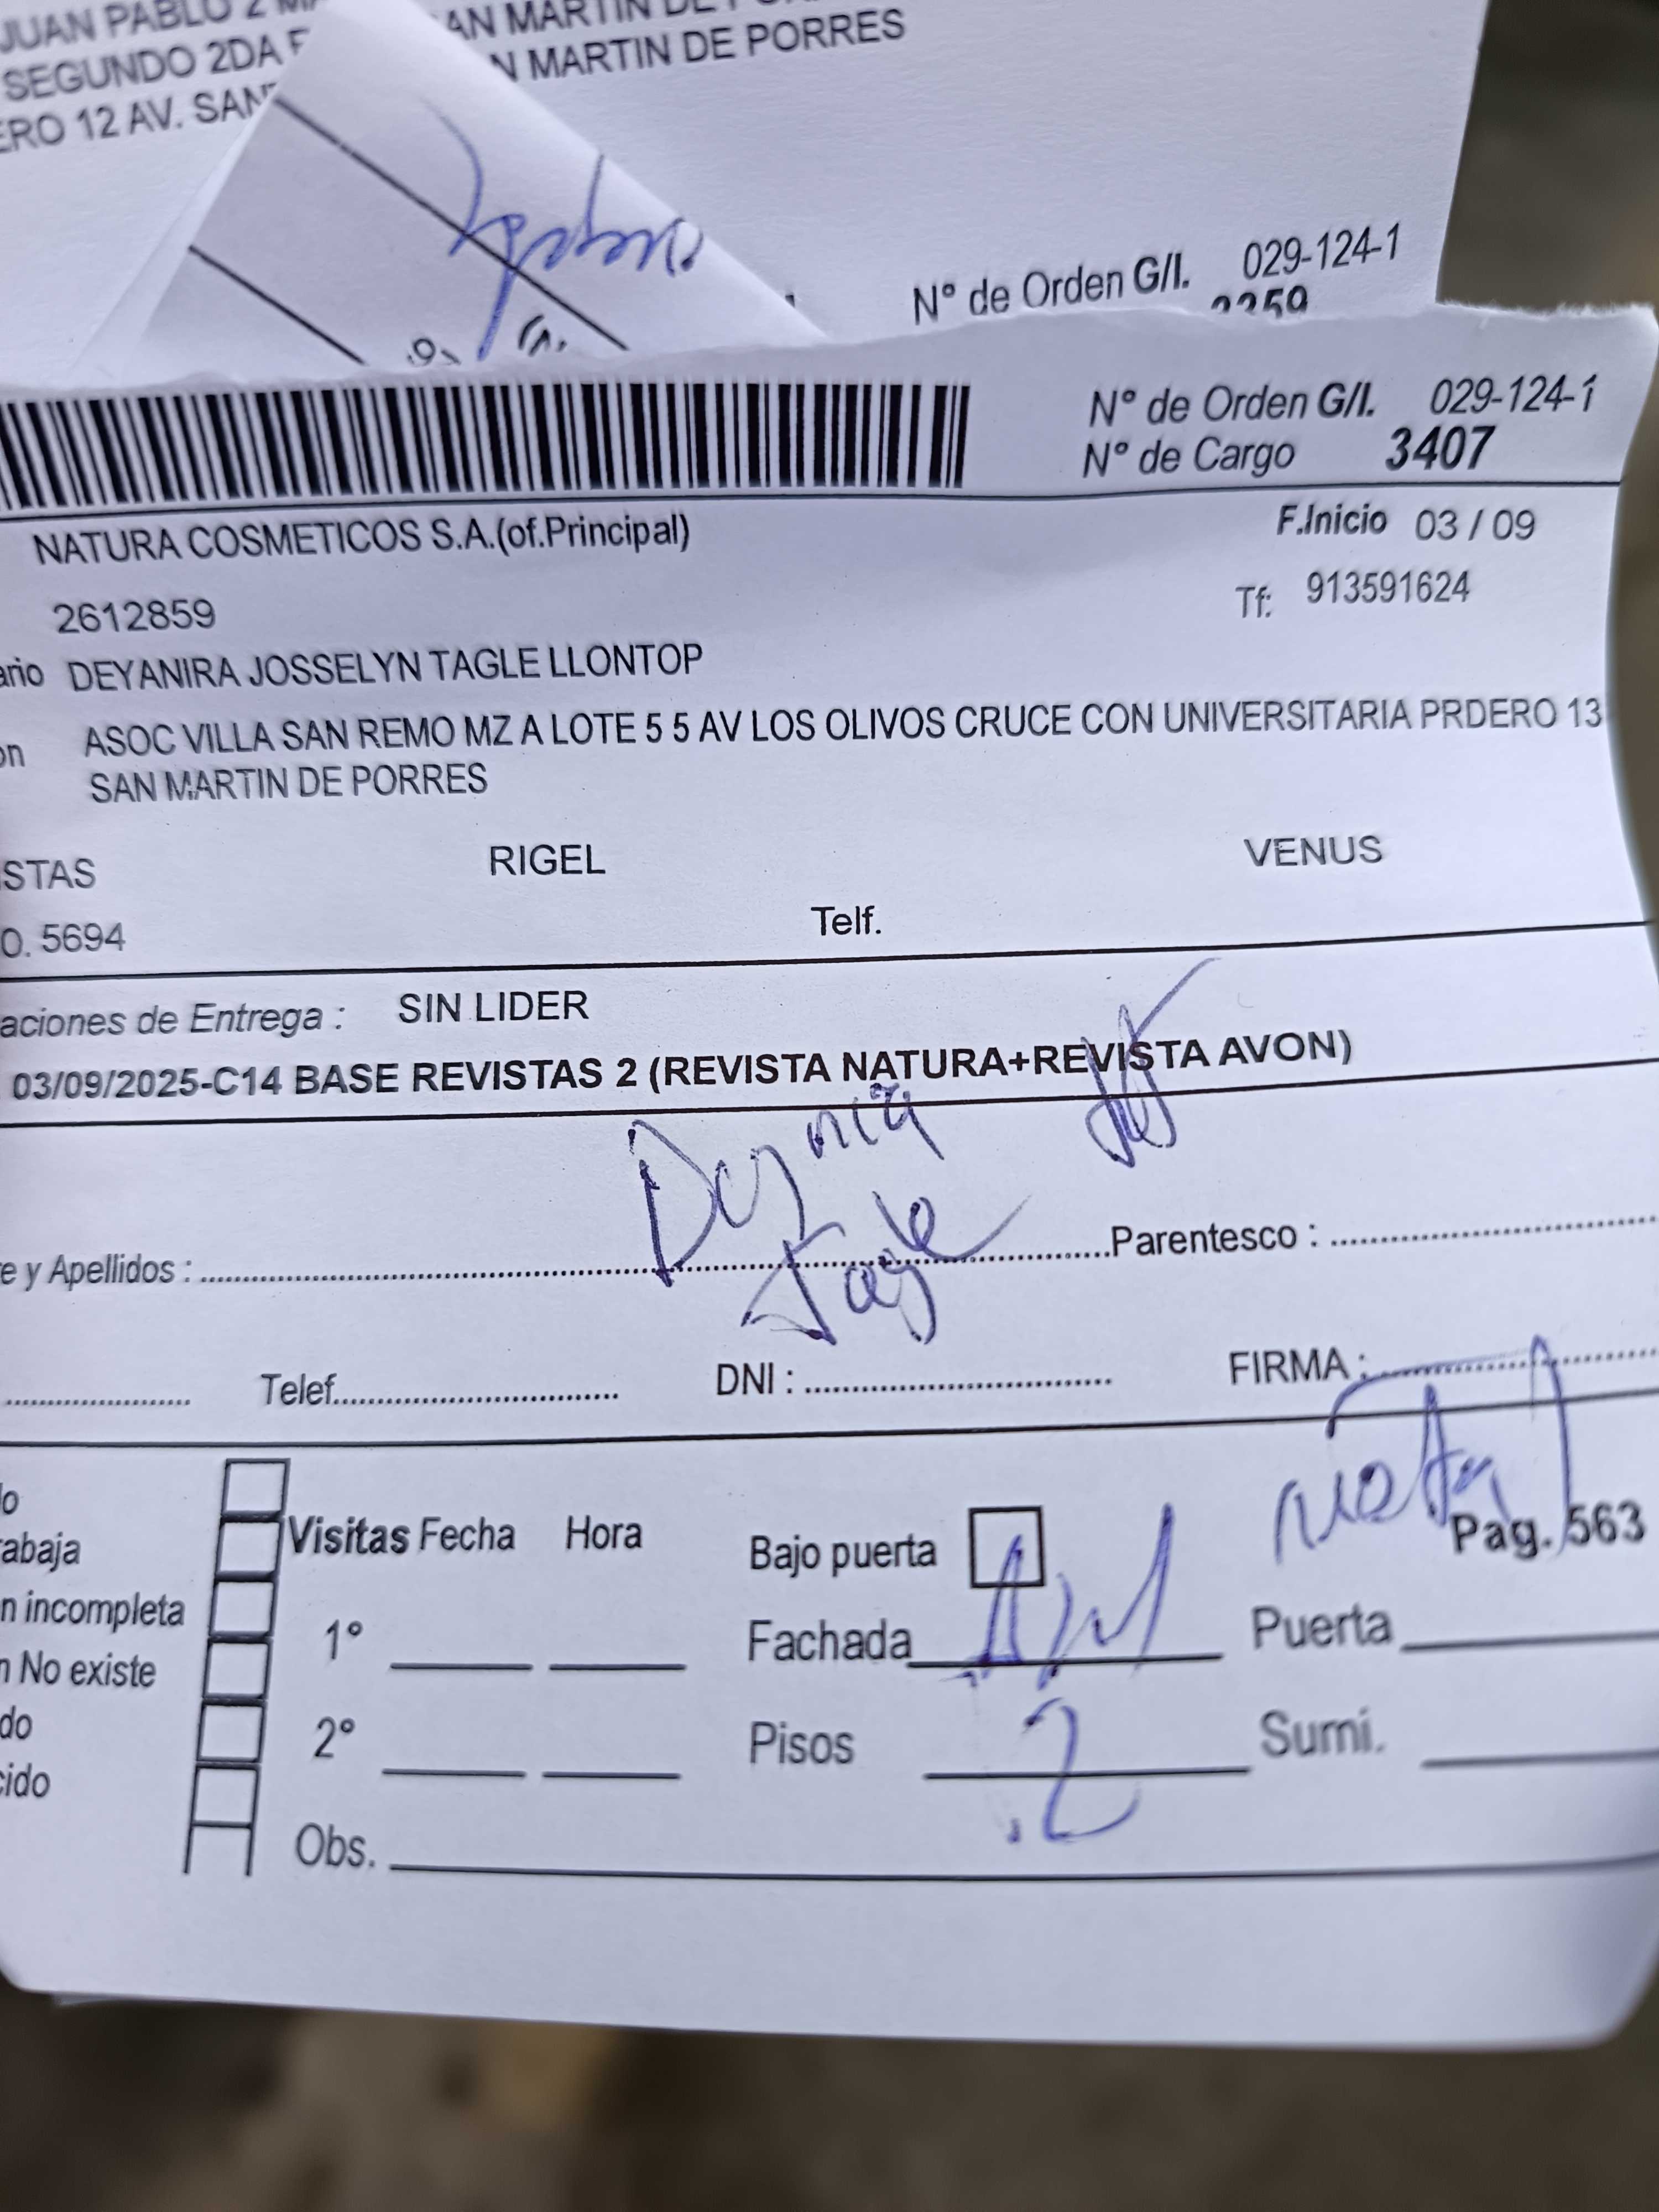 JUAN PABLO 2
SAN MARTIN DE
SEGUNDO 2DA
N MARTIN DE PORRES
ERO 12 AV. SAN
N° de Orden G/I. 029-124-1
N° de Orden G/I. 029-124-1
N° de Cargo 3407
NATURA COSMETICOS S.A.(of.Principal)
F.Inicio 03 / 09
2612859
Tf: 913591624
ario DEYANIRA JOSSELYN TAGLE LLONTOP
on ASOC VILLA SAN REMO MZ A LOTE 5 5 AV LOS OLIVOS CRUCE CON UNIVERSITARIA PRDERO 13
SAN MARTIN DE PORRES
ISTAS RIGEL VENUS
O. 5694 Telf.
aciones de Entrega : SIN LIDER
03/09/2025-C14 BASE REVISTAS 2 (REVISTA NATURA+REVISTA AVON)
e y Apellidos : Tagle Parentesco :
Telef. DNI : FIRMA :
Pag. 563
lo
abaja
n incompleta
n No existe
do
cido
Visitas Fecha Hora
1°
2°
Obs.
Bajo puerta
Fachada Azul Puerta
Pisos 2 Sumi.